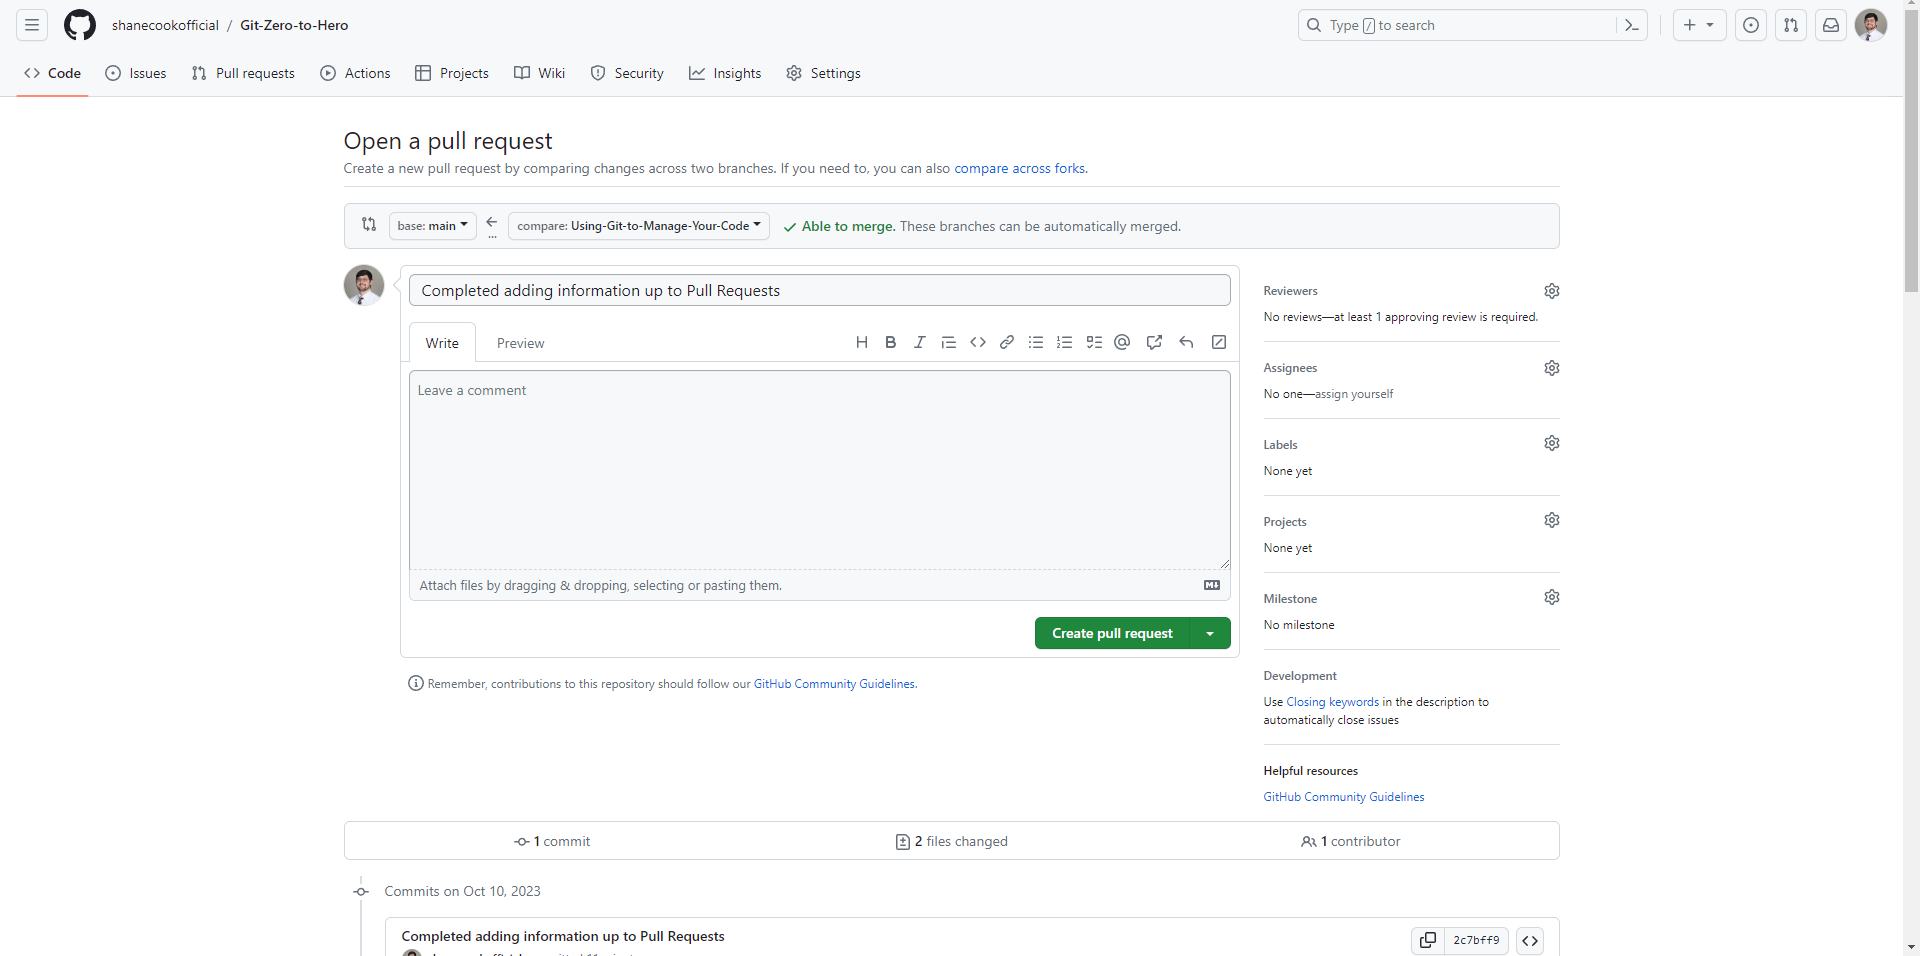 shanecookofficial / Git-Zero-to-Hero
Type / to search
Code Issues Pull requests Actions Projects Wiki Security Insights Settings
Open a pull request
Create a new pull request by comparing changes across two branches. If you need to, you can also compare across forks.
base: main ... compare: Using-Git-to-Manage-Your-Code Able to merge. These branches can be automatically merged.
Completed adding information up to Pull Requests
Write Preview
Leave a comment
Attach files by dragging & dropping, selecting or pasting them.
Create pull request
Remember, contributions to this repository should follow our GitHub Community Guidelines.
Reviewers
No reviews—at least 1 approving review is required.
Assignees
No one—assign yourself
Labels
None yet
Projects
None yet
Milestone
No milestone
Development
Use Closing keywords in the description to
automatically close issues
Helpful resources
GitHub Community Guidelines
1 commit 2 files changed 1 contributor
Commits on Oct 10, 2023
Completed adding information up to Pull Requests
2c7bff9